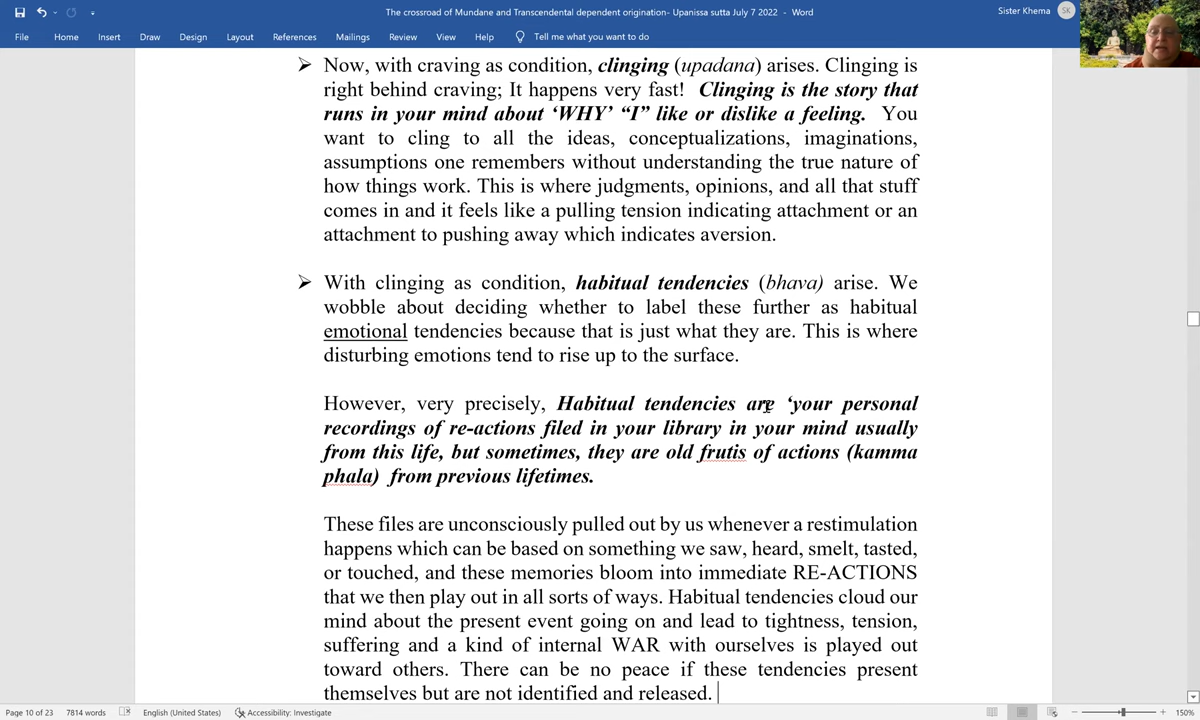 The crossroad of Mundane and Transcendental dependent origination- Upanissa sutta July 7 2022 - Word
Sister Khema SK
File Home Insert Draw Design Layout References Mailings Review View Help Tell me what you want to do
➢ Now, with craving as condition, clinging (upadana) arises. Clinging is
right behind craving; It happens very fast! Clinging is the story that
runs in your mind about ‘WHY’ “I” like or dislike a feeling. You
want to cling to all the ideas, conceptualizations, imaginations,
assumptions one remembers without understanding the true nature of
how things work. This is where judgments, opinions, and all that stuff
comes in and it feels like a pulling tension indicating attachment or an
attachment to pushing away which indicates aversion.
➢ With clinging as condition, habitual tendencies (bhava) arise. We
wobble about deciding whether to label these further as habitual
emotional tendencies because that is just what they are. This is where
disturbing emotions tend to rise up to the surface.
However, very precisely, Habitual tendencies are ‘your personal
recordings of re-actions filed in your library in your mind usually
from this life, but sometimes, they are old frutis of actions (kamma
phala) from previous lifetimes.
These files are unconsciously pulled out by us whenever a restimulation
happens which can be based on something we saw, heard, smelt, tasted,
or touched, and these memories bloom into immediate RE-ACTIONS
that we then play out in all sorts of ways. Habitual tendencies cloud our
mind about the present event going on and lead to tightness, tension,
suffering and a kind of internal WAR with ourselves is played out
toward others. There can be no peace if these tendencies present
themselves but are not identified and released.
Page 10 of 23 7814 words English (United States) Accessibility: Investigate 150%